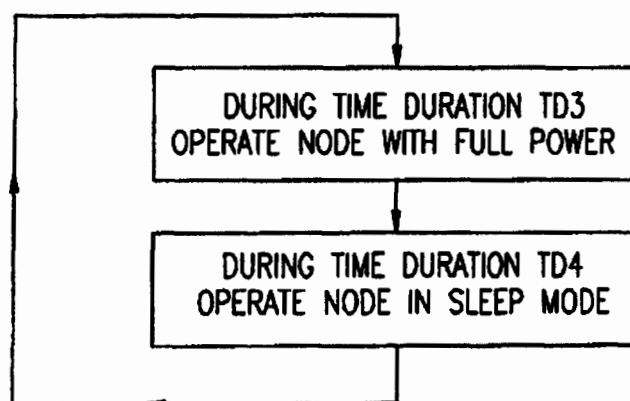 DURING TIME DURATION TD3
OPERATE NODE WITH FULL POWER
DURING TIME DURATION TD4
OPERATE NODE IN SLEEP MODE